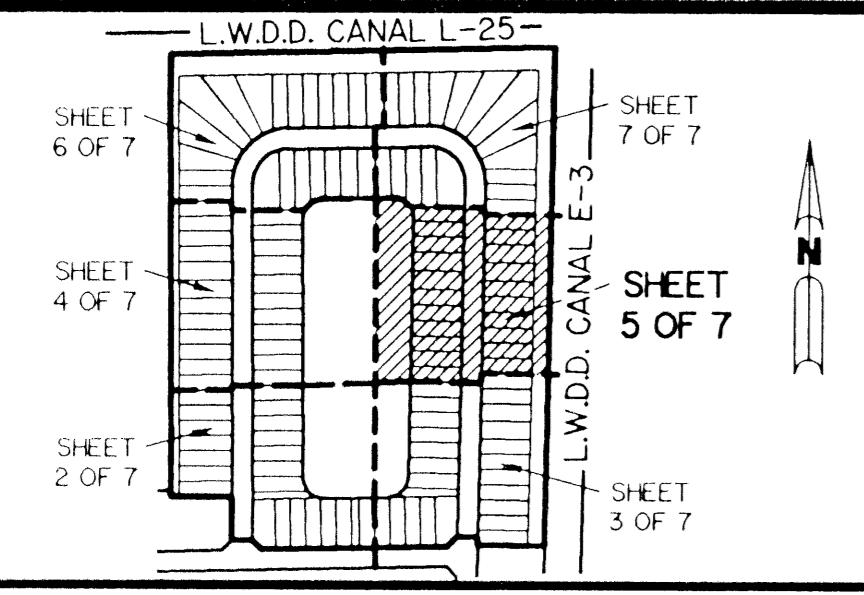 L.W.D.D. CANAL L-25
SHEET
6 OF 7
SHEET
7 OF 7
L.W.D.D. CANAL E-3
N
SHEET
4 OF 7
SHEET
5 OF 7
SHEET
2 OF 7
SHEET
3 OF 7